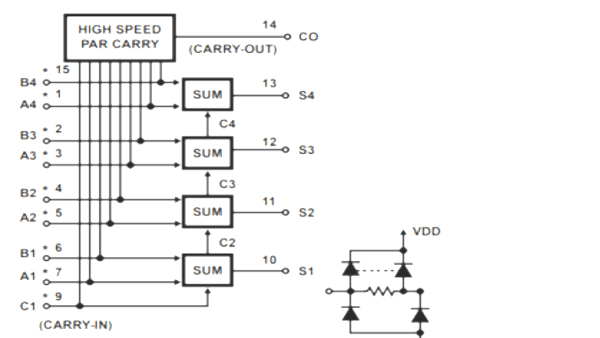 HIGH SPEED
PAR CARRY
14
CO
(CARRY-OUT)
B4 * 15
A4 * 1
SUM
13
S4
C4
B3 * 2
A3 * 3
SUM
12
S3
C3
B2 * 4
A2 * 5
SUM
11
S2
C2
B1 * 6
A1 * 7
SUM
10
S1
C1 * 9
(CARRY-IN)
VDD